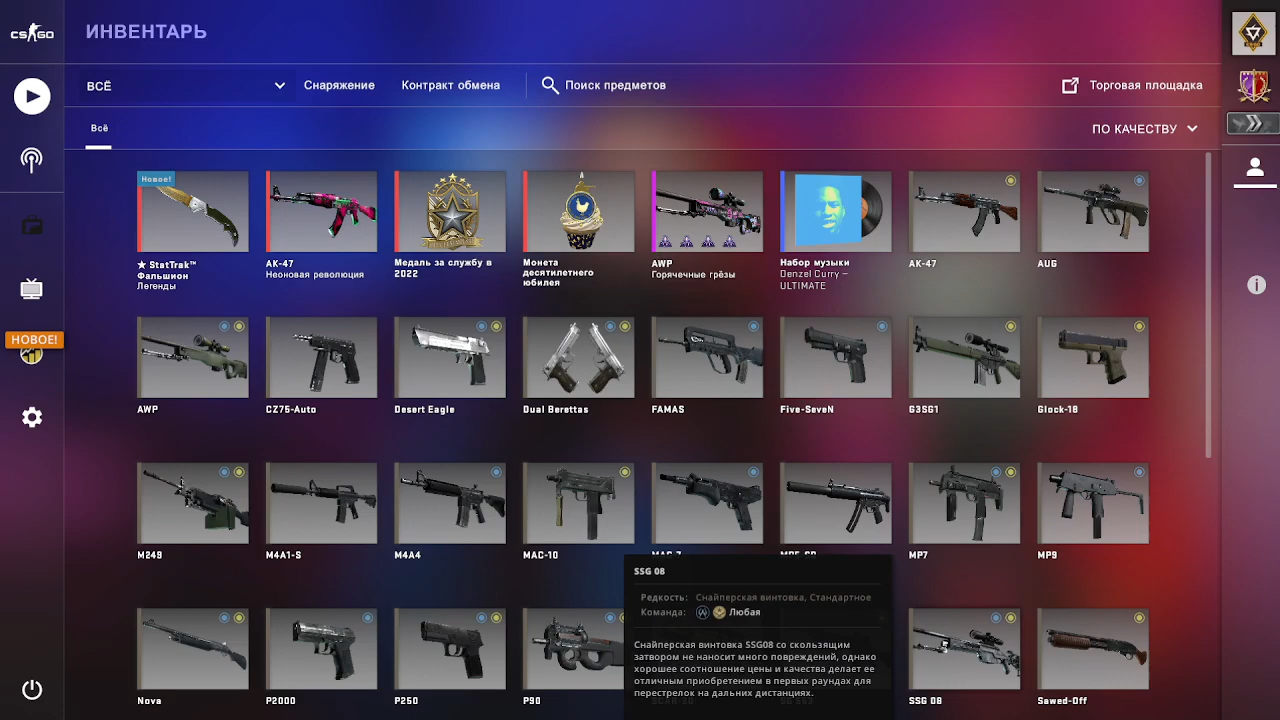 CS:GO
ИНВЕНТАРЬ
ВСЁ
Снаряжение
Контракт обмена
Поиск предметов
Торговая площадка
Всё
ПО КАЧЕСТВУ
НОВОЕ!
Новое!
★ StatTrak™
Фальшион
Легенды
AK-47
Неоновая революция
Медаль за службу в
2022
Монета
десятилетнего
юбилея
AWP
Горячечные грёзы
Набор музыки
Denzel Curry –
ULTIMATE
AK-47
AUG
AWP
CZ75-Auto
Desert Eagle
Dual Berettas
FAMAS
Five-SeveN
G3SG1
Glock-18
M249
M4A1-S
M4A4
MAC-10
MP7
MP9
SSG 08
Редкость: Снайперская винтовка, Стандартное
Команда: Любая
Снайперская винтовка SSG08 со скользящим
затвором не наносит много повреждений, однако
хорошее соотношение цены и качества делает ее
отличным приобретением в первых раундах для
перестрелок на дальних дистанциях.
Nova
P2000
P250
P90
SSG 08
Sawed-Off